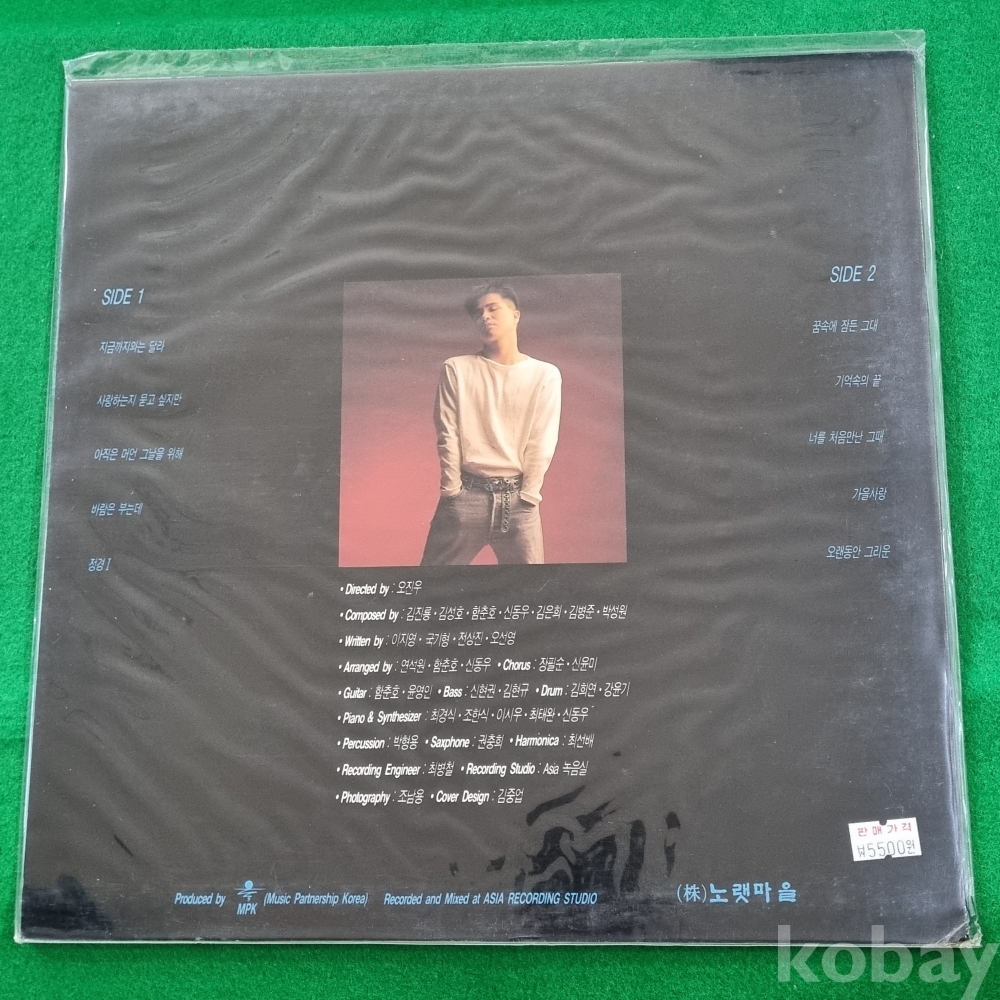 SIDE 1
지금까지와는 달라
사랑하는지 묻고 싶지만
아직은 머언 그날을 위해
바람은 부는데
정경 I
SIDE 2
꿈속에 잠든 그대
기억속의 끝
너를 처음만난 그때
가을사랑
오랜동안 그리운
• Directed by : 오진우
• Composed by : 김진룡 • 김성호 • 함춘호 • 신동우 • 김은희 • 김병준 • 박성원
• Written by : 이지영 • 국기형 • 전상진 • 오선영
• Arranged by : 연석원 • 함춘호 • 신동우 • Chorus : 장필순 • 신윤미
• Guitar : 함춘호 • 윤영인 • Bass : 신현권 • 김현규 • Drum : 김희연 • 강윤기
• Piano & Synthesizer : 최경식 • 조한식 • 이시우 • 최태완 • 신동우
• Percussion : 박형웅 • Saxphone : 권충희 • Harmonica : 최선배
• Recording Engineer : 최병철 • Recording Studio : Asia 녹음실
• Photography : 조남웅 • Cover Design : 김중업
판매가격
₩5500원
Produced by MPK (Music Partnership Korea) Recorded and Mixed at ASIA RECORDING STUDIO (株)노랫마을
kobay